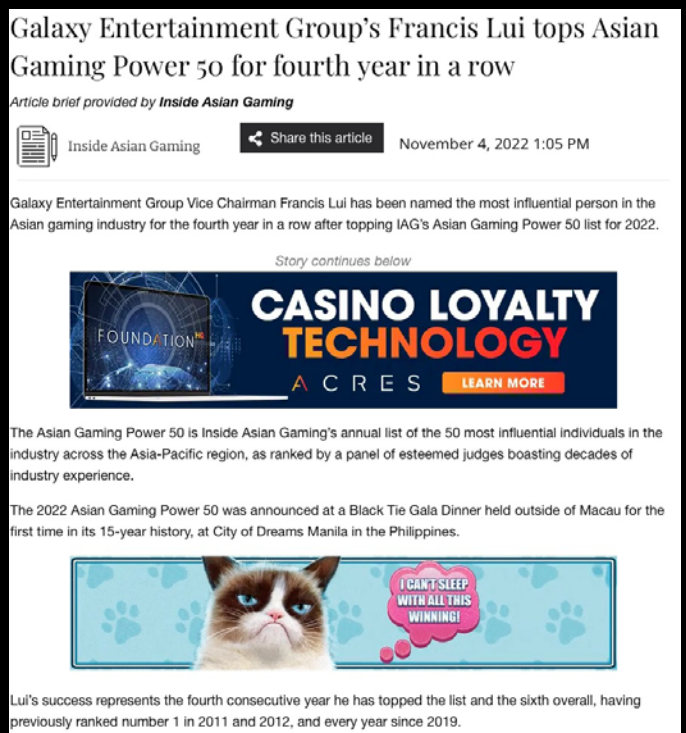 Galaxy Entertainment Group's Francis Lui tops Asian
Gaming Power 50 for fourth year in a row
Article brief provided by Inside Asian Gaming
Inside Asian Gaming
Share this article
November 4, 2022 1:05 PM
Galaxy Entertainment Group Vice Chairman Francis Lui has been named the most influential person in the
Asian gaming industry for the fourth year in a row after topping IAG's Asian Gaming Power 50 list for 2022.
Story continues below
FOUNDATION HQ
CASINO LOYALTY
TECHNOLOGY
ACRES
LEARN MORE
The Asian Gaming Power 50 is Inside Asian Gaming's annual list of the 50 most influential individuals in the
industry across the Asia-Pacific region, as ranked by a panel of esteemed judges boasting decades of
industry experience.
The 2022 Asian Gaming Power 50 was announced at a Black Tie Gala Dinner held outside of Macau for the
first time in its 15-year history, at City of Dreams Manila in the Philippines.
I CAN'T SLEEP
WITH ALL THIS
WINNING!
Lui's success represents the fourth consecutive year he has topped the list and the sixth overall, having
previously ranked number 1 in 2011 and 2012, and every year since 2019.